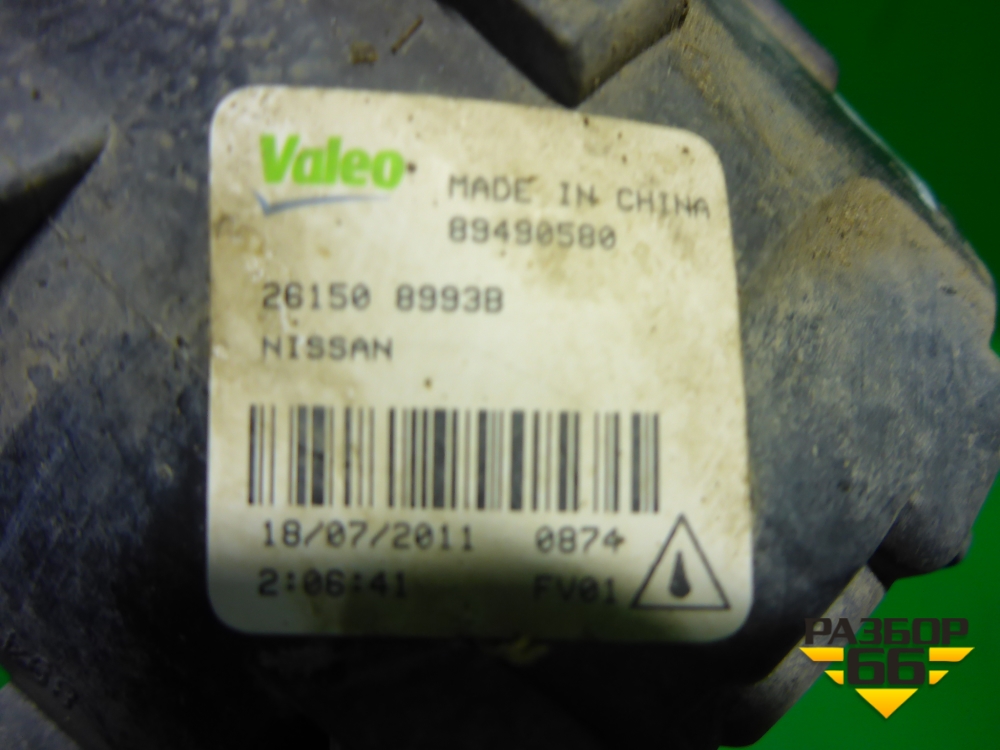 Valeo
MADE IN CHINA
89490580
26150 8993B
NISSAN
18/07/2011 0874
2:06:41 FV01
РАЗБОР
66